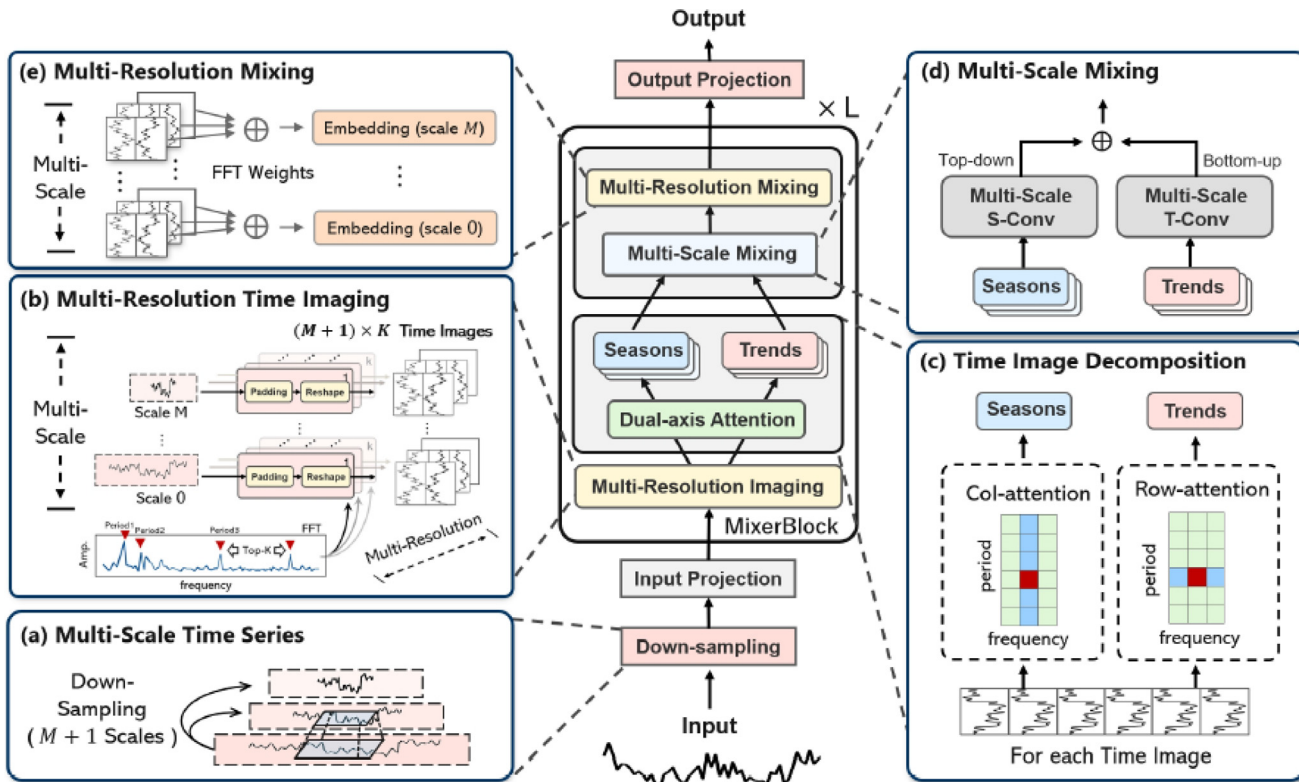 Output
Output Projection
× L
Multi-Resolution Mixing
Multi-Scale Mixing
Seasons
Trends
Dual-axis Attention
Multi-Resolution Imaging
MixerBlock
Input Projection
Down-sampling
Input
(e) Multi-Resolution Mixing
Multi-
Scale
FFT Weights
Embedding (scale M)
Embedding (scale 0)
(b) Multi-Resolution Time Imaging
(M + 1) × K Time Images
Multi-
Scale
Scale M
k
1
Padding
Reshape
Scale 0
k
1
Padding
Reshape
Period1
Period2
Period3
FFT
Top-K
Amp.
frequency
Multi-Resolution
(a) Multi-Scale Time Series
Down-
Sampling
( M + 1 Scales )
(d) Multi-Scale Mixing
Top-down
Bottom-up
Multi-Scale
S-Conv
Multi-Scale
T-Conv
Seasons
Trends
(c) Time Image Decomposition
Seasons
Trends
Col-attention
period
frequency
Row-attention
period
frequency
For each Time Image